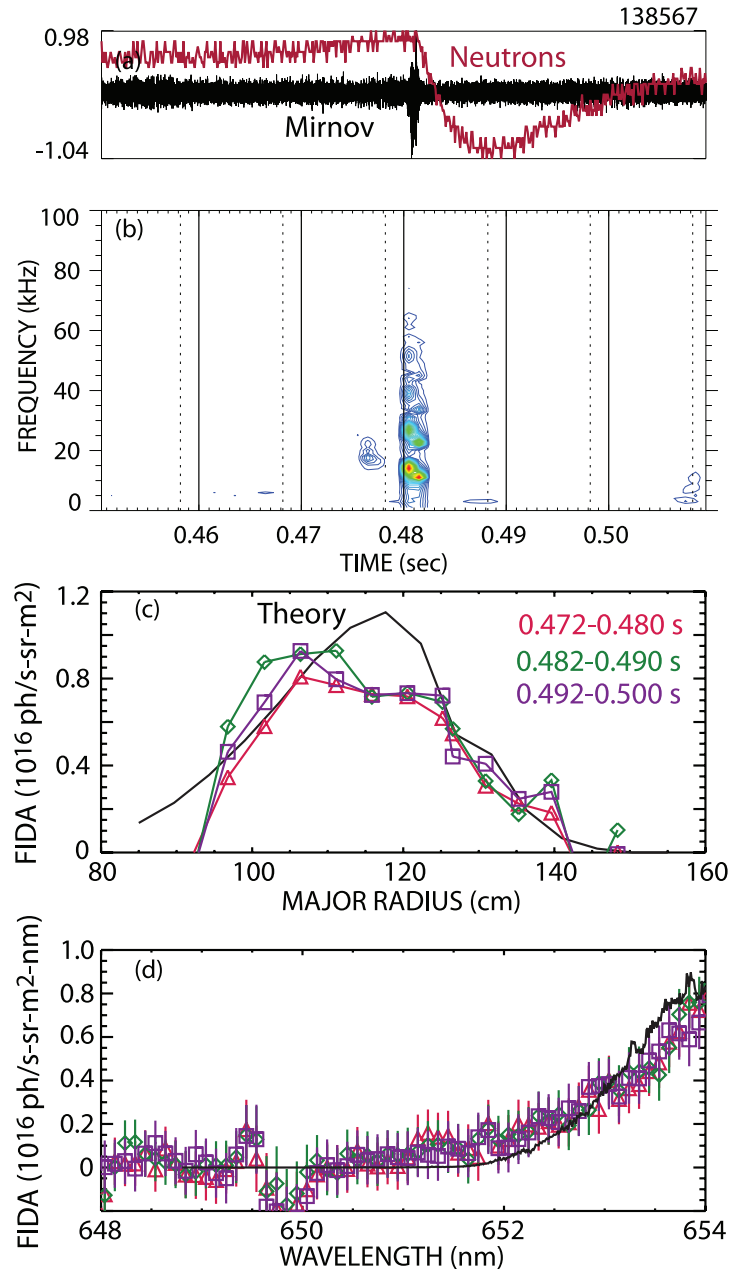 138567
0.98
(a)
Neutrons
Mirnov
-1.04
(b)
100
80
60
40
20
0
FREQUENCY (kHz)
0.46 0.47 0.48 0.49 0.50
TIME (sec)
(c)
Theory
0.472-0.480 s
0.482-0.490 s
0.492-0.500 s
1.2
0.8
0.4
0
FIDA (10^16 ph/s-sr-m2)
80 100 120 140 160
MAJOR RADIUS (cm)
(d)
1.0
0.8
0.6
0.4
0.2
0
FIDA (10^16 ph/s-sr-m2-nm)
648 650 652 654
WAVELENGTH (nm)